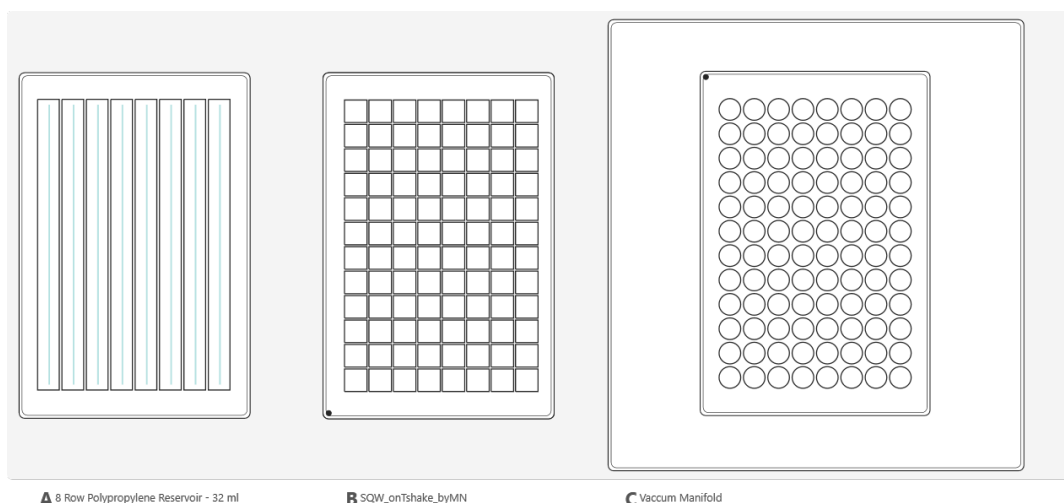 A 8 Row Polypropylene Reservoir - 32 ml
B SQW_onTshake_byMN
C Vaccum Manifold